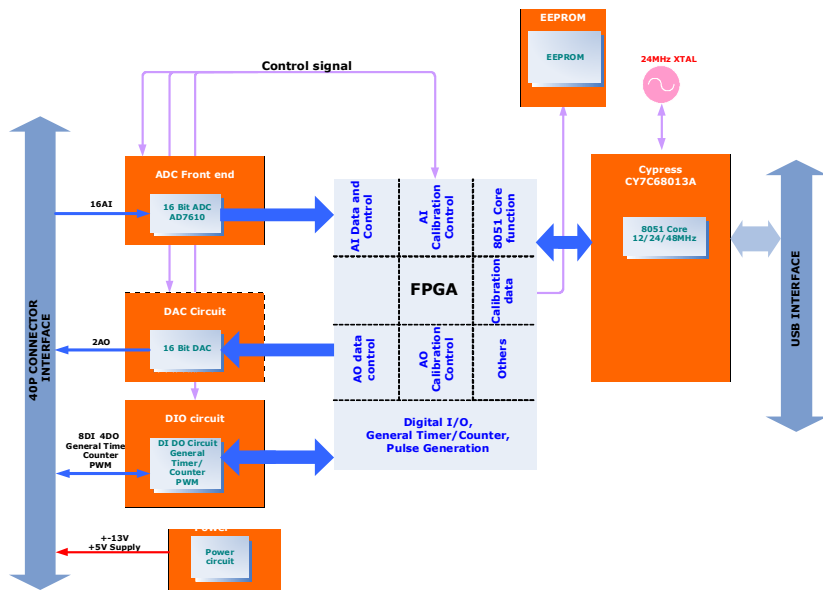 EEPROM
EEPROM
24MHz XTAL
Control signal
ADC Front end
16 Bit ADC
AD7610
16AI
AI Data and
Control
AI
Calibration
Control
8051 Core
function
Cypress
CY7C68013A
8051 Core
12/24/48MHz
FPGA
Calibration
data
DAC Circuit
16 Bit DAC
2AO
AO data
control
AO
Calibration
Control
Others
40P CONNECTOR
INTERFACE
USB INTERFACE
DIO circuit
DI DO Circuit
General
Timer/
Counter
PWM
8DI 4DO
General Time
Counter
PWM
Digital I/O,
General Timer/Counter,
Pulse Generation
+-13V
+5V Supply
Power
Power
circuit